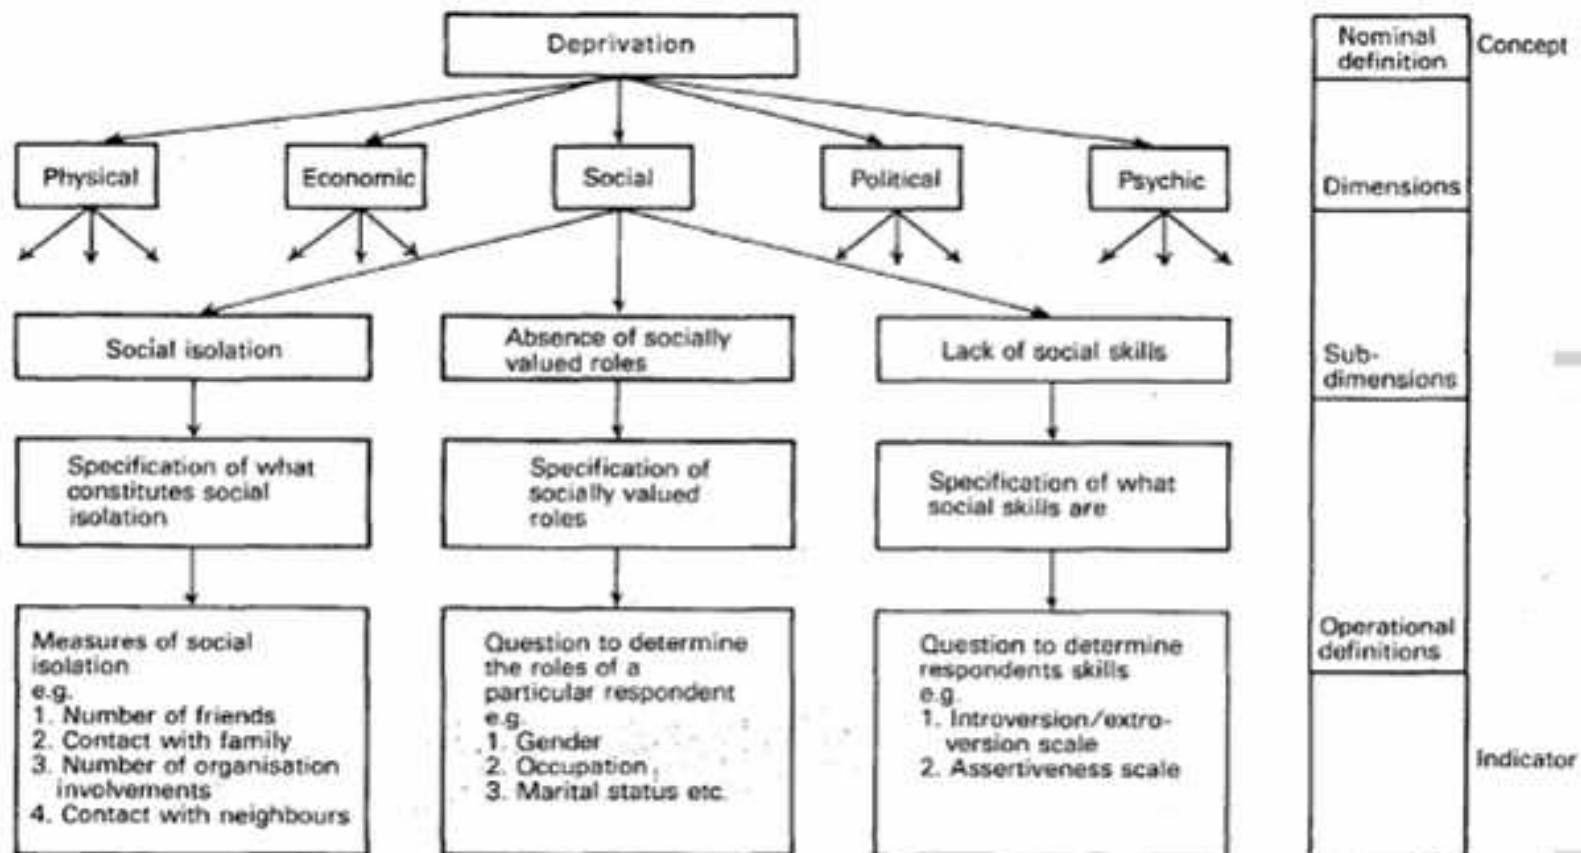 Deprivation
Nominal
definition
Concept
Physical
Economic
Social
Political
Psychic
Dimensions
Social isolation
Absence of socially
valued roles
Lack of social skills
Sub-
dimensions
Specification of what
constitutes social
isolation
Specification of
socially valued
roles
Specification of what
social skills are
Operational
definitions
Measures of social
isolation
e.g.
1. Number of friends
2. Contact with family
3. Number of organisation
involvements
4. Contact with neighbours
Question to determine
the roles of a
particular respondent
e.g.
1. Gender
2. Occupation
3. Marital status etc.
Question to determine
respondents skills
e.g.
1. Introversion/extro-
version scale
2. Assertiveness scale
Indicator